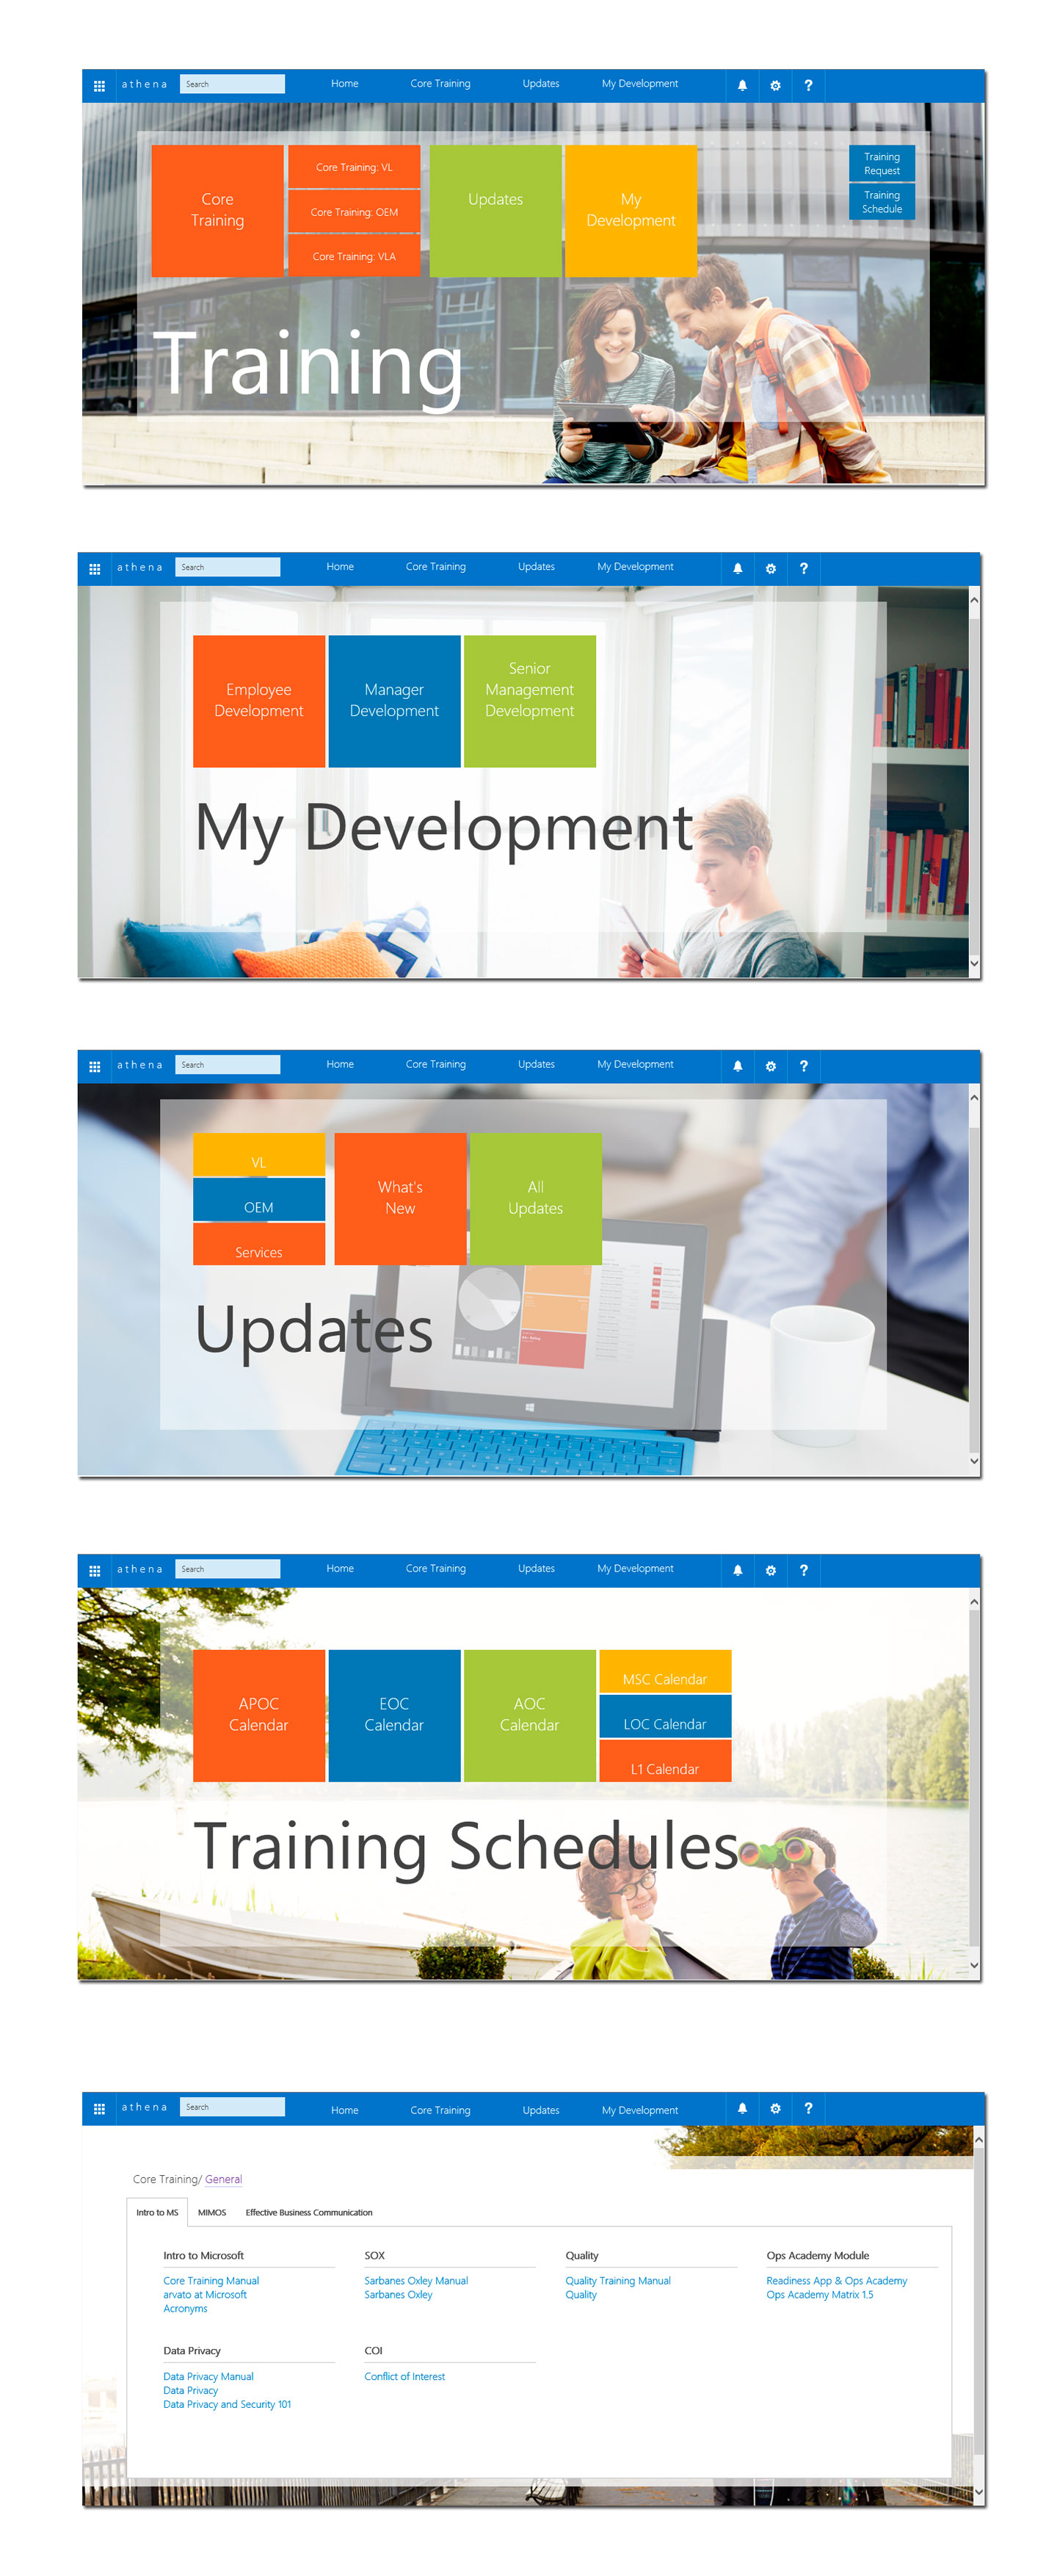 athena Search Home Core Training Updates My Development ?
Core
Training
Core Training: VL
Core Training: OEM
Core Training: VLA
Updates
My
Development
Training
Request
Training
Schedule
Training
athena Search Home Core Training Updates My Development ?
Employee
Development
Manager
Development
Senior
Management
Development
My Development
athena Search Home Core Training Updates My Development ?
VL
OEM
Services
What's
New
All
Updates
Updates
athena Search Home Core Training Updates My Development ?
APOC
Calendar
EOC
Calendar
AOC
Calendar
MSC Calendar
LOC Calendar
L1 Calendar
Training Schedules
athena Search Home Core Training Updates My Development ?
Core Training/ General
Intro to MS MIMOS Effective Business Communication
Intro to Microsoft
Core Training Manual
arvato at Microsoft
Acronyms
SOX
Sarbanes Oxley Manual
Sarbanes Oxley
Quality
Quality Training Manual
Quality
Ops Academy Module
Readiness App & Ops Academy
Ops Academy Matrix 1.5
Data Privacy
Data Privacy Manual
Data Privacy
Data Privacy and Security 101
COI
Conflict of Interest